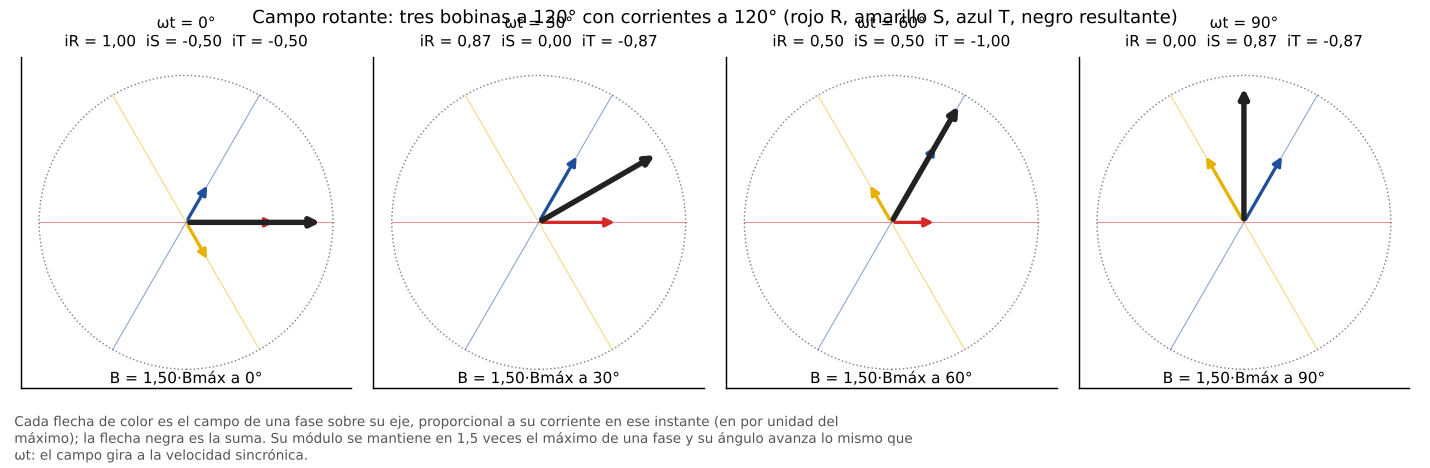 Campo rotante: tres bobinas a 120° con corrientes a 120° (rojo R, amarillo S, azul T, negro resultante)
ωt = 0°
iR = 1,00  iS = -0,50  iT = -0,50
ωt = 30°
iR = 0,87  iS = 0,00  iT = -0,87
ωt = 60°
iR = 0,50  iS = 0,50  iT = -1,00
ωt = 90°
iR = 0,00  iS = 0,87  iT = -0,87
B = 1,50·Bmáx a 0°
B = 1,50·Bmáx a 30°
B = 1,50·Bmáx a 60°
B = 1,50·Bmáx a 90°
Cada flecha de color es el campo de una fase sobre su eje, proporcional a su corriente en ese instante (en por unidad del
máximo); la flecha negra es la suma. Su módulo se mantiene en 1,5 veces el máximo de una fase y su ángulo avanza lo mismo que
ωt: el campo gira a la velocidad sincrónica.